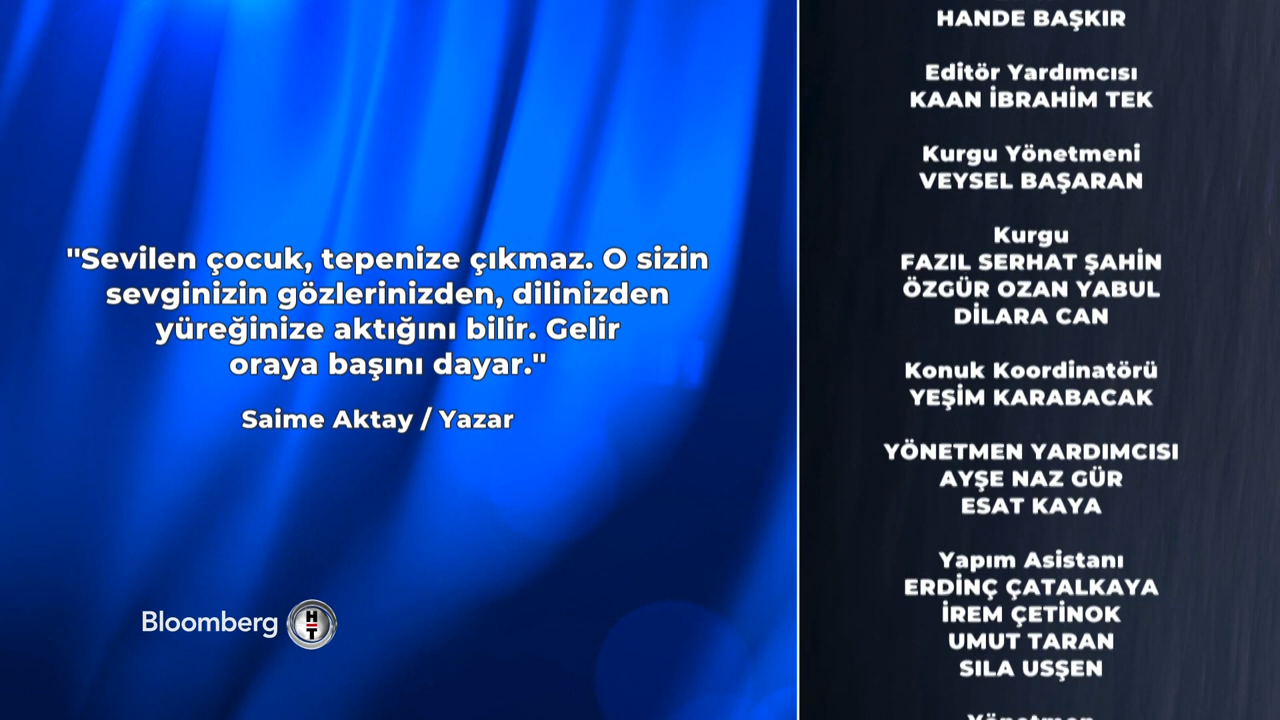 "Sevilen çocuk, tepenize çıkmaz. O sizin
sevginizin gözlerinizden, dilinizden
yüreğinize aktığını bilir. Gelir
oraya başını dayar."
Saime Aktay / Yazar
Bloomberg HT
HANDE BAŞKIR
Editör Yardımcısı
KAAN İBRAHİM TEK
Kurgu Yönetmeni
VEYSEL BAŞARAN
Kurgu
FAZIL SERHAT ŞAHİN
ÖZGÜR OZAN YABUL
DİLARA CAN
Konuk Koordinatörü
YEŞİM KARABACAK
YÖNETMEN YARDIMCISI
AYŞE NAZ GÜR
ESAT KAYA
Yapım Asistanı
ERDİNÇ ÇATALKAYA
İREM ÇETİNOK
UMUT TARAN
SILA USŞEN
Yönetmen